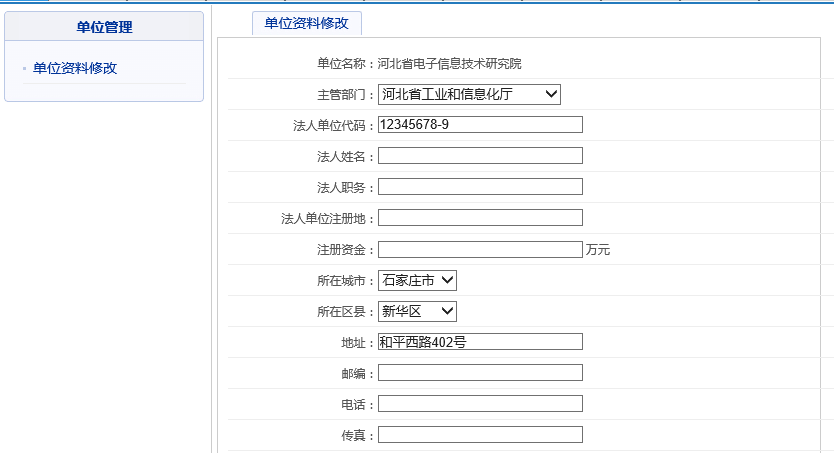 单位管理
单位资料修改
单位资料修改
单位名称：河北省电子信息技术研究院
主管部门：河北省工业和信息化厅
法人单位代码：12345678-9
法人姓名：
法人职务：
法人单位注册地：
注册资金： 万元
所在城市：石家庄市
所在区县：新华区
地址：和平西路402号
邮编：
电话：
传真：